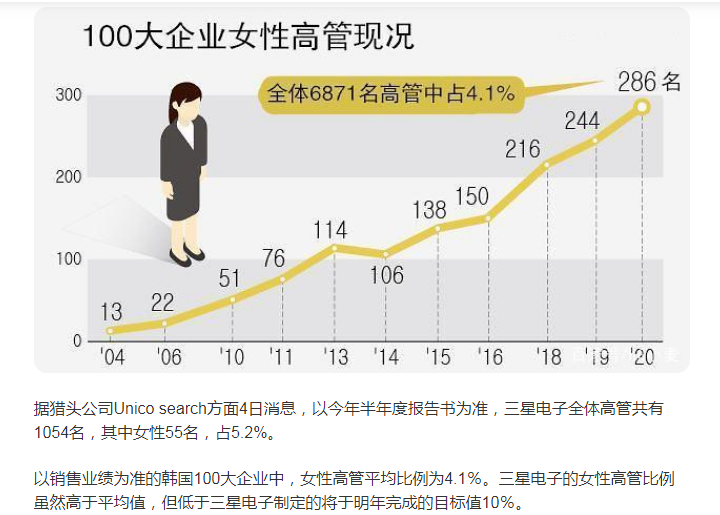 100大企业女性高管现况
286名
全体6871名高管中占4.1%
300
244
216
200
150
138
114
106
100
76
51
22
13
0
'04 '06 '10 '11 '13 '14 '15 '16 '18 '19 '20
据猎头公司Unico search方面4日消息，以今年半年度报告书为准，三星电子全体高管共有
1054名，其中女性55名，占5.2%。
以销售业绩为准的韩国100大企业中，女性高管平均比例为4.1%。三星电子的女性高管比例
虽然高于平均值，但低于三星电子制定的将于明年完成的目标值10%。